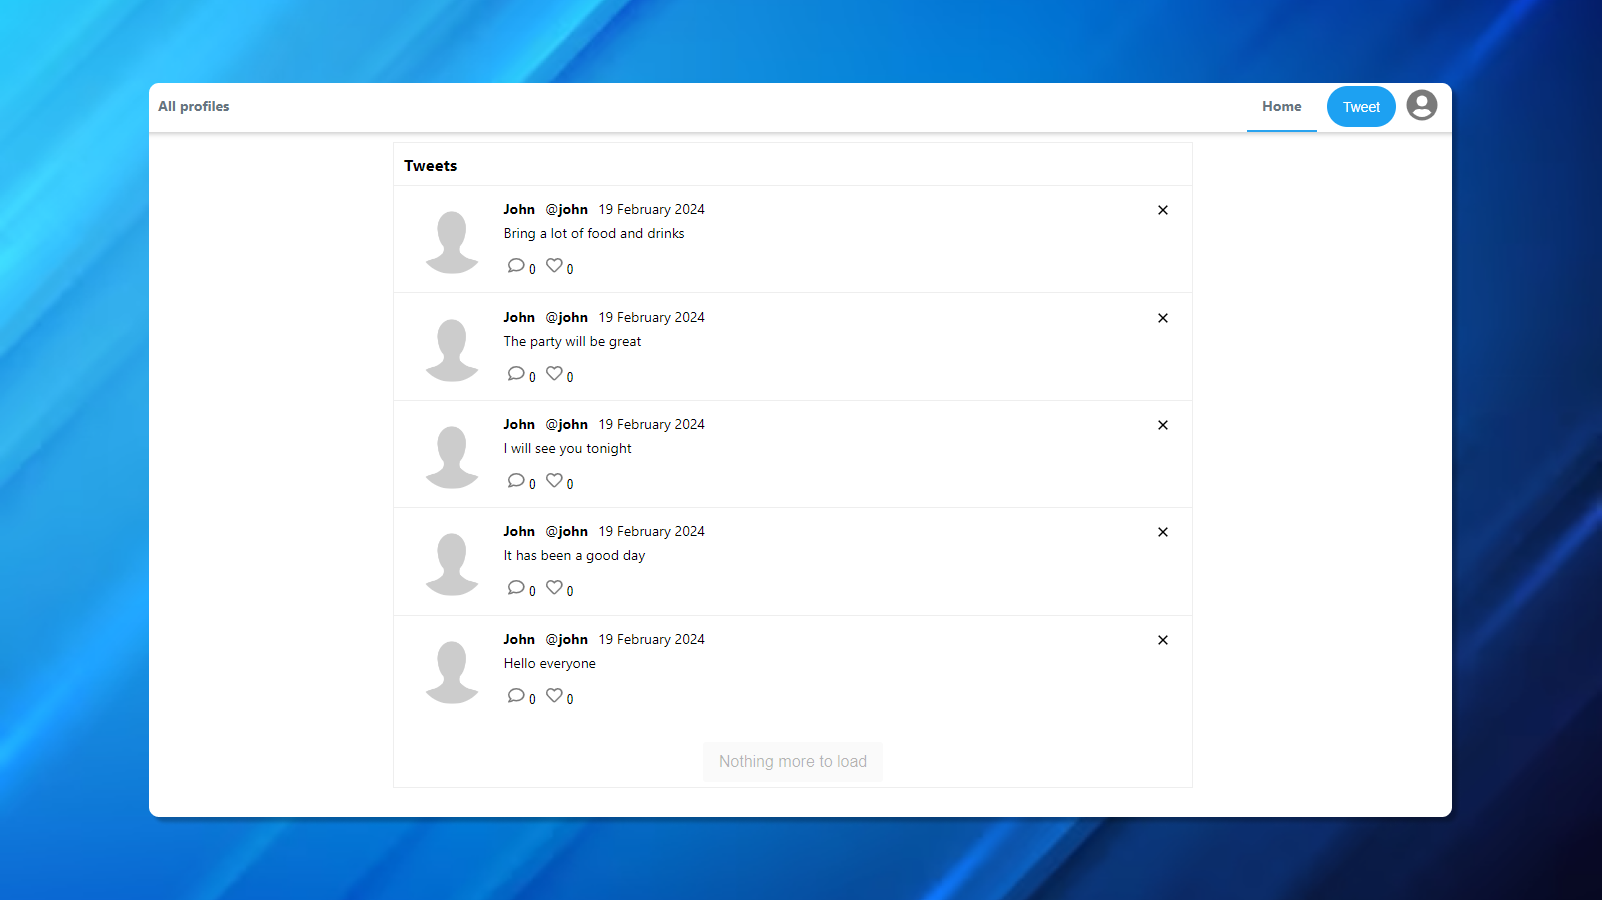 All profiles Home Tweet
Tweets
John @john 19 February 2024
Bring a lot of food and drinks
0 0
John @john 19 February 2024
The party will be great
0 0
John @john 19 February 2024
I will see you tonight
0 0
John @john 19 February 2024
It has been a good day
0 0
John @john 19 February 2024
Hello everyone
0 0
Nothing more to load